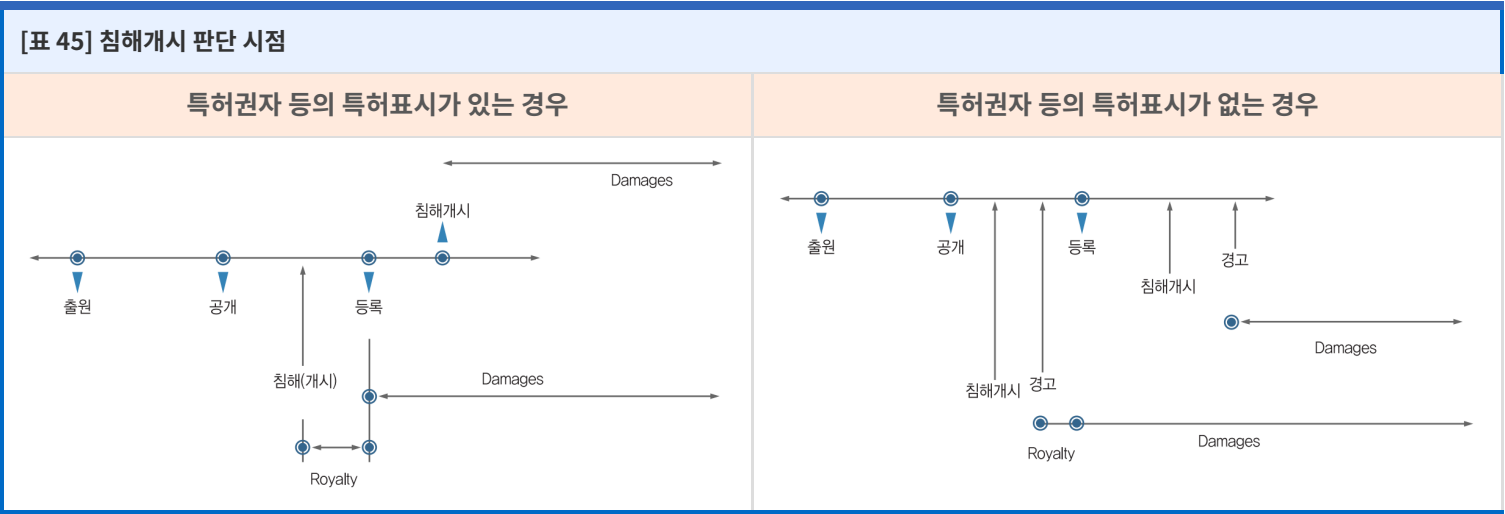 [표 45] 침해개시 판단 시점
특허권자 등의 특허표시가 있는 경우
특허권자 등의 특허표시가 없는 경우
Damages
침해개시
출원
공개
등록
침해(개시)
Damages
Royalty
출원
공개
등록
경고
침해개시
Damages
침해개시
경고
Royalty
Damages